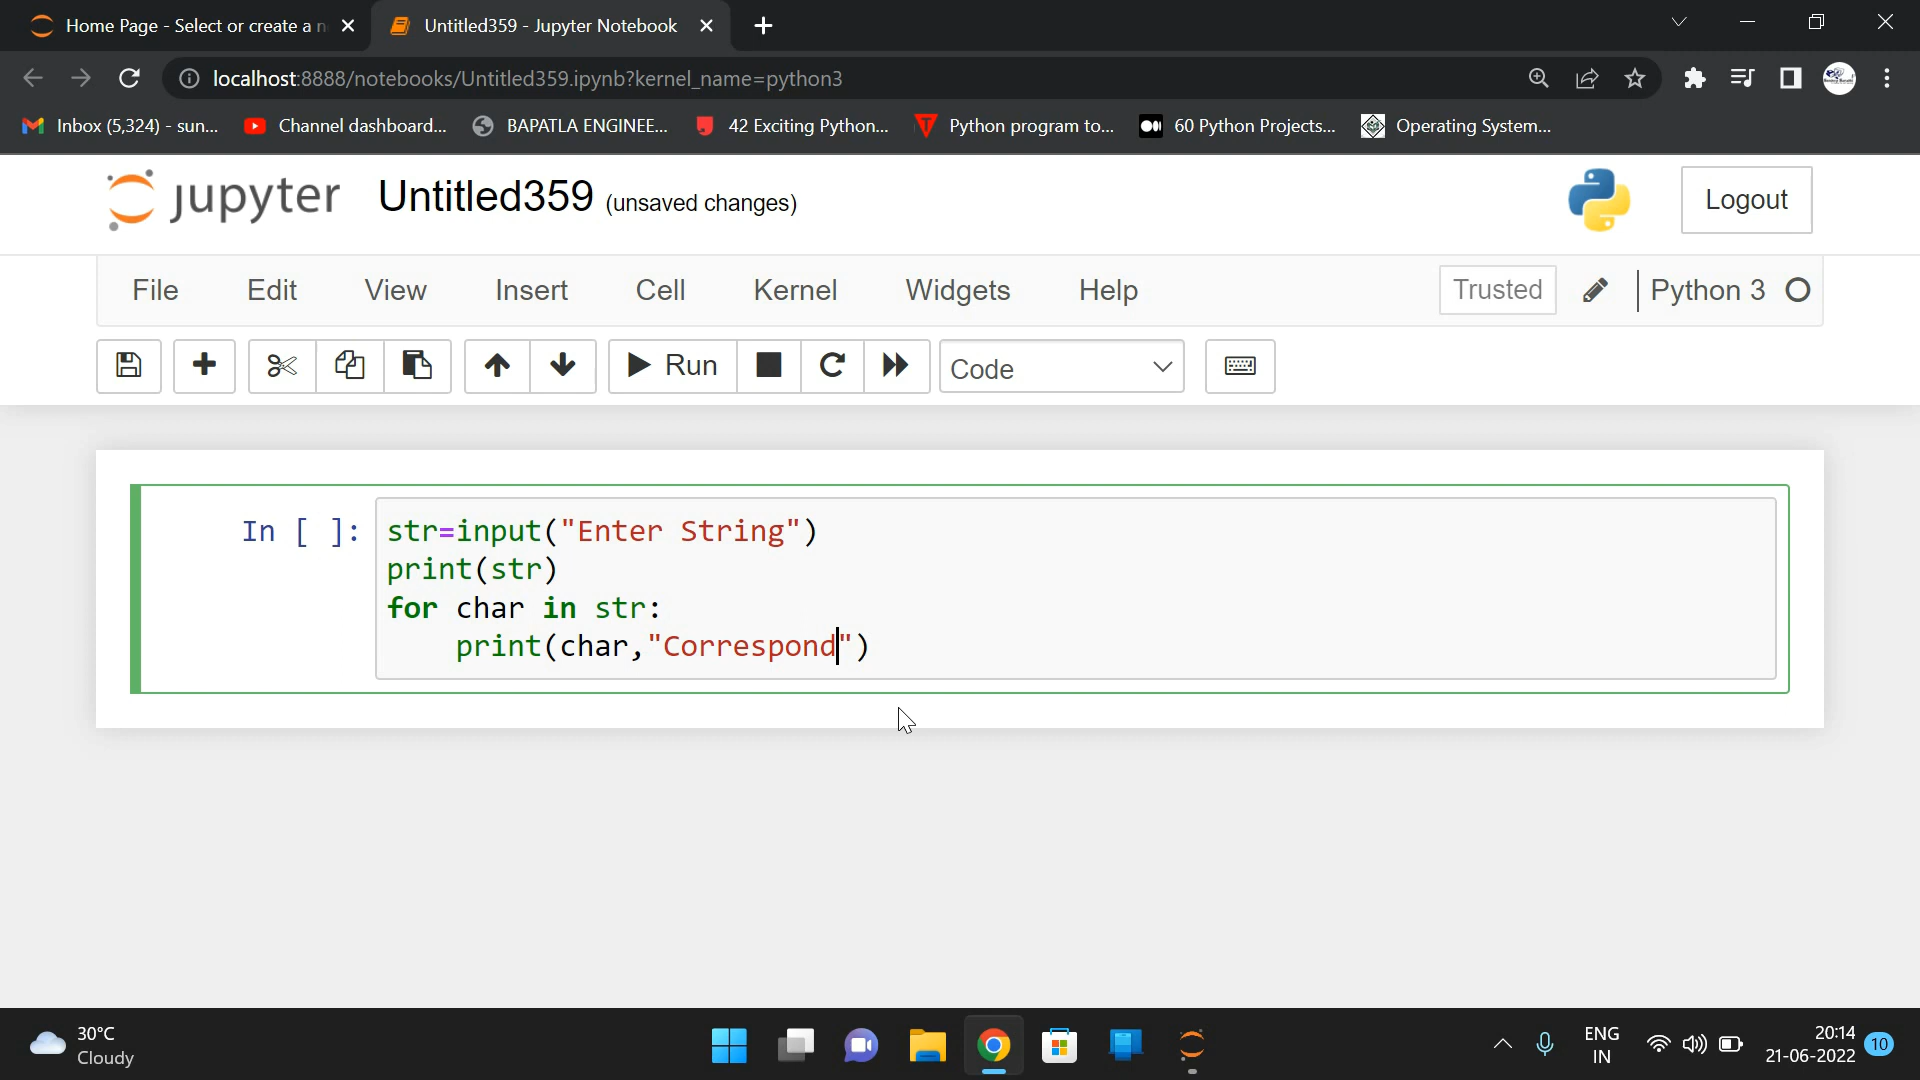 Home Page - Select or create a n
Untitled359 - Jupyter Notebook
localhost:8888/notebooks/Untitled359.ipynb?kernel_name=python3
Inbox (5,324) - sun...
Channel dashboard...
BAPATLA ENGINEE...
42 Exciting Python...
Python program to...
60 Python Projects...
Operating System...
jupyter Untitled359 (unsaved changes)
Logout
File Edit View Insert Cell Kernel Widgets Help Trusted Python 3
Run Code
In [ ]: str=input("Enter String")
print(str)
for char in str:
print(char,"Correspond")
30°C
Cloudy
ENG
IN
20:14
21-06-2022
10